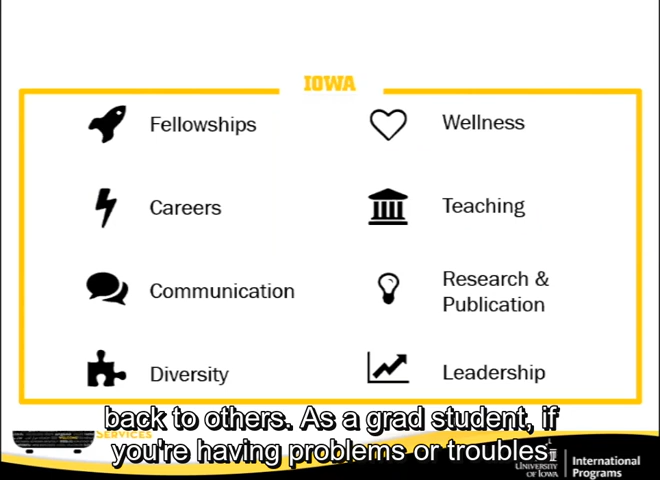 IOWA
Fellowships
Careers
Communication
Diversity
Wellness
Teaching
Research &
Publication
Leadership
back to others. As a grad student, if
you're having problems or troubles
SERVICES
UNIVERSITY
OF IOWA
International
Programs